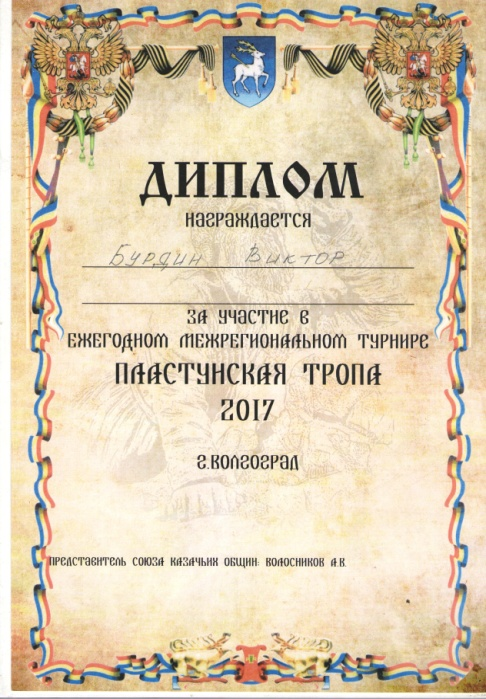 ДИПЛОМ
НАГРАЖДАЕТСЯ
Бурдин Виктор
ЗА УЧАСТИЕ В
ЕЖЕГОДНОМ МЕЖРЕГИОНАЛЬНОМ ТУРНИРЕ
ПЛАСТУНСКАЯ ТРОПА
2017
Г.ВОЛГОГРАД
ПРЕДСТАВИТЕЛЬ СОЮЗА КАЗАЧЬИХ ОБЩИН: ВОЛОСНИКОВ А.В.